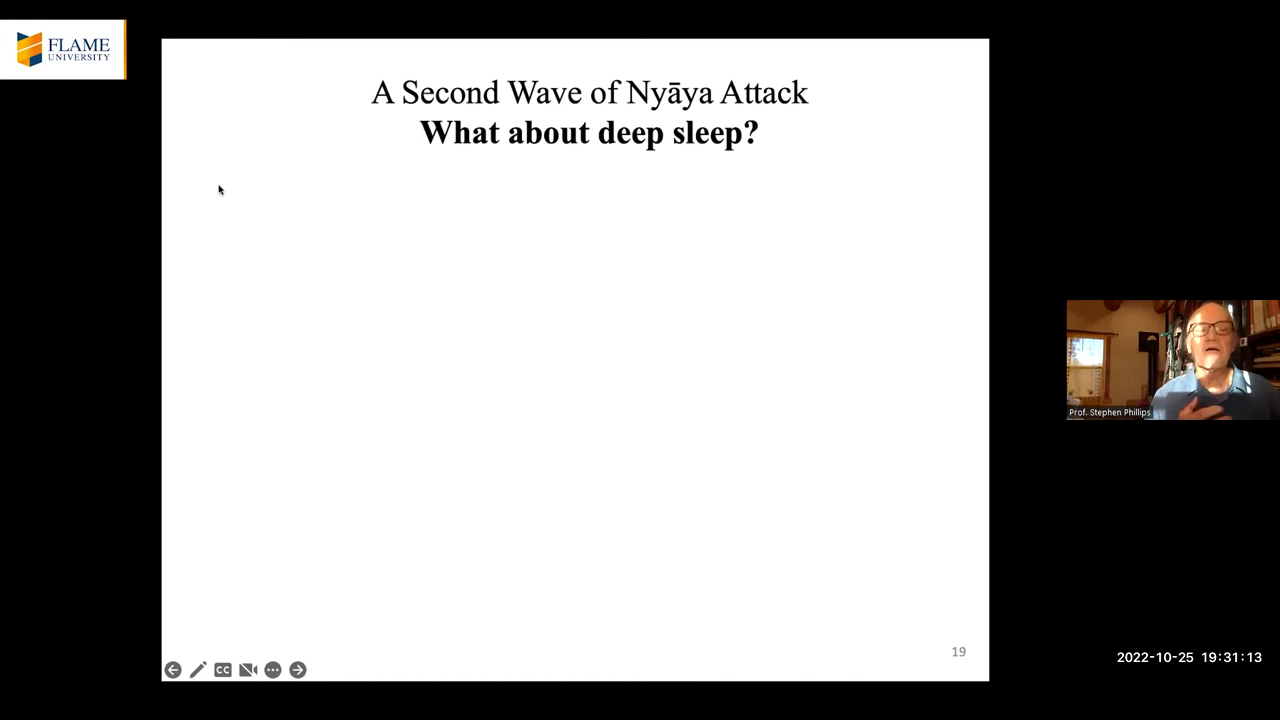 FLAME
UNIVERSITY
A Second Wave of Nyāya Attack
What about deep sleep?
Prof. Stephen Phillips
19
CC
2022-10-25 19:31:13